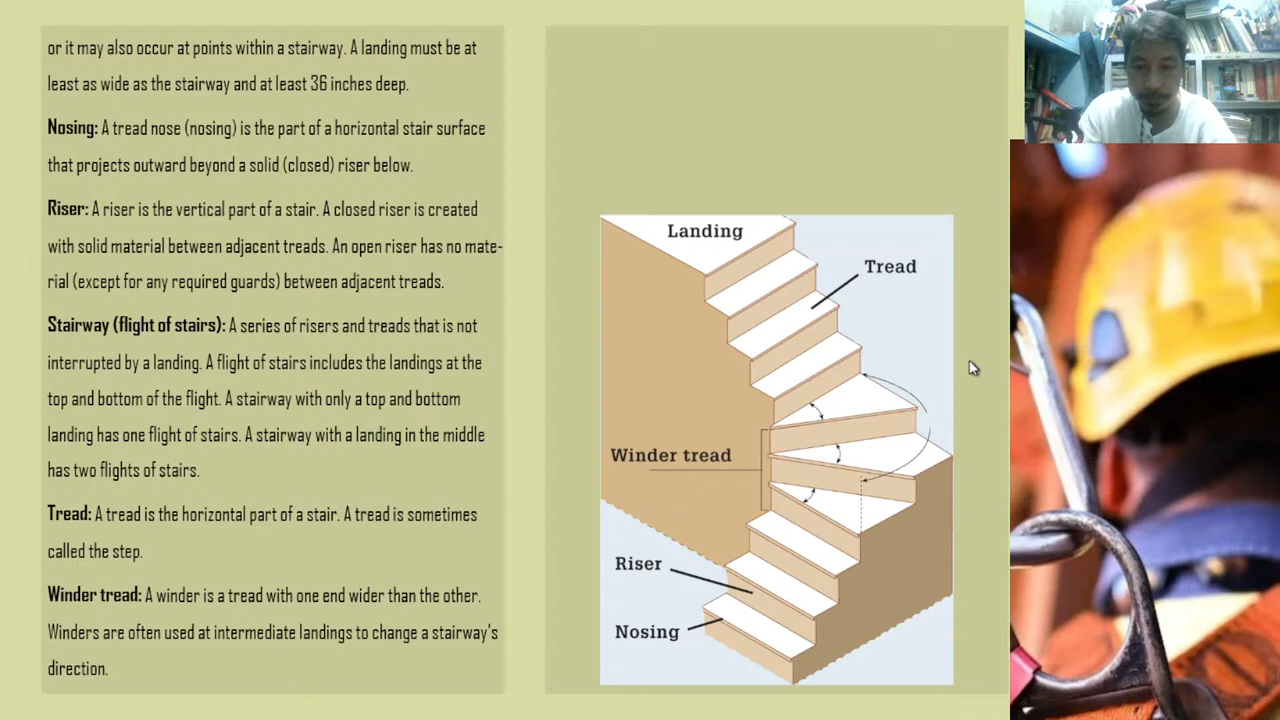 or it may also occur at points within a stairway. A landing must be at
least as wide as the stairway and at least 36 inches deep.
Nosing: A tread nose (nosing) is the part of a horizontal stair surface
that projects outward beyond a solid (closed) riser below.
Riser: A riser is the vertical part of a stair. A closed riser is created
with solid material between adjacent treads. An open riser has no mate-
rial (except for any required guards) between adjacent treads.
Stairway (flight of stairs): A series of risers and treads that is not
interrupted by a landing. A flight of stairs includes the landings at the
top and bottom of the flight. A stairway with only a top and bottom
landing has one flight of stairs. A stairway with a landing in the middle
has two flights of stairs.
Tread: A tread is the horizontal part of a stair. A tread is sometimes
called the step.
Winder tread: A winder is a tread with one end wider than the other.
Winders are often used at intermediate landings to change a stairway's
direction.
Landing
Tread
Winder tread
Riser
Nosing